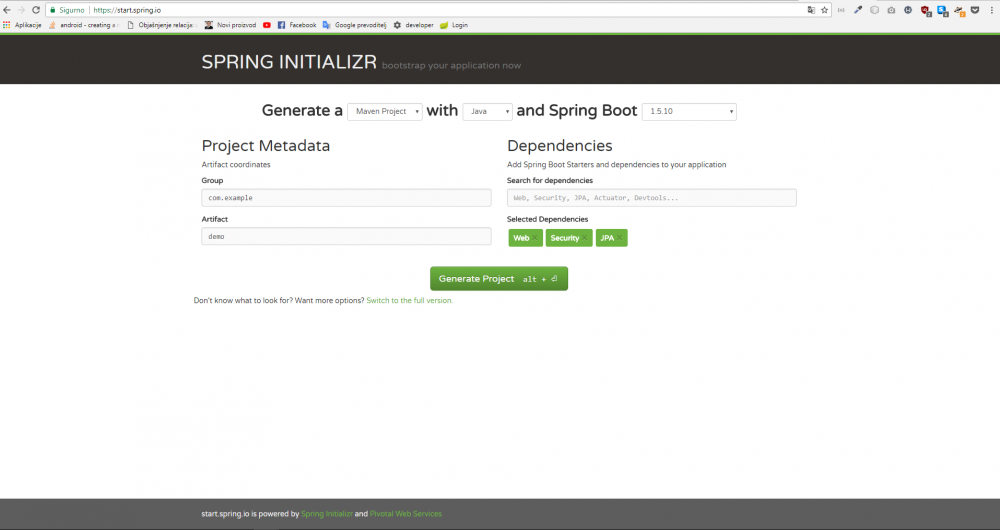 Sigurno https://start.spring.io
Aplikacije android - creating a Objašnjenje relacija Novi proizvod Facebook Google prevoditelj developer Login
SPRING INITIALIZR bootstrap your application now
Generate a Maven Project with Java and Spring Boot 1.5.10
Project Metadata
Artifact coordinates
Group
com.example
Artifact
demo
Dependencies
Add Spring Boot Starters and dependencies to your application
Search for dependencies
Web, Security, JPA, Actuator, Devtools...
Selected Dependencies
Web × Security × JPA ×
Generate Project alt + ⏎
Don't know what to look for? Want more options? Switch to the full version.
start.spring.io is powered by Spring Initializr and Pivotal Web Services